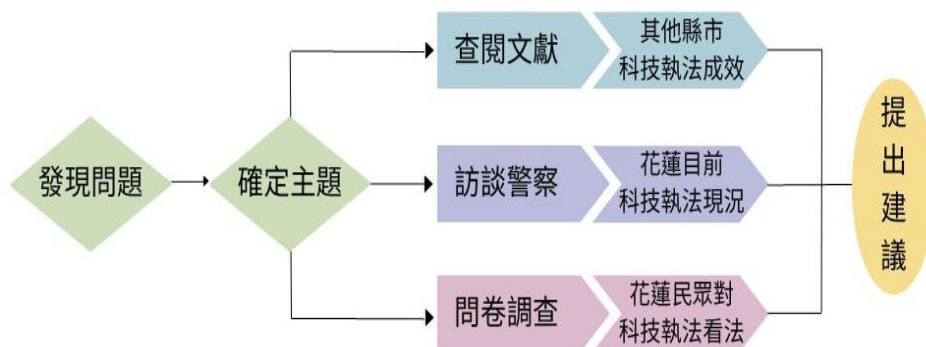 發現問題
確定主題
查閱文獻
其他縣市
科技執法成效
訪談警察
花蓮目前
科技執法現況
問卷調查
花蓮民眾對
科技執法看法
提
出
建
議